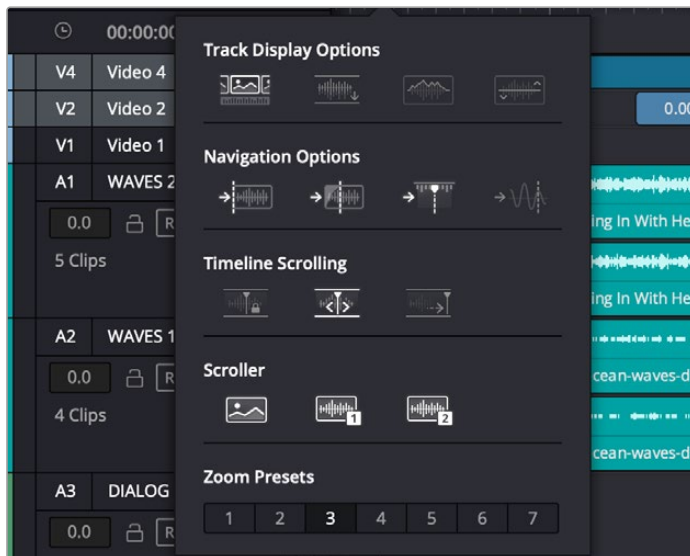 00:00:00
Track Display Options
V4 Video 4
V2 Video 2
0.00
V1 Video 1
Navigation Options
A1 WAVES 2
0.0 R
ing In With He
5 Clips
Timeline Scrolling
ing In With He
A2 WAVES 1
0.0 R
Scroller
cean-waves-d
4 Clips
1 2
cean-waves-d
Zoom Presets
A3 DIALOG
1 2 3 4 5 6 7
0.0 R